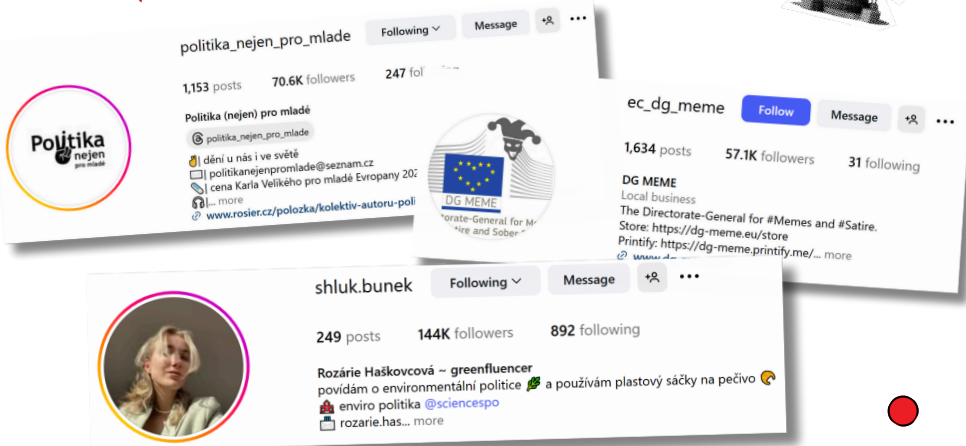 politika_nejen_pro_mlade
Following
Message
1,153 posts
70.6K followers
247
Politika (nejen) pro mladé
politika_nejen_pro_mlade
dění u nás i ve světě
politikanejenpromlade@seznam.cz
cena Karla Velikého pro mladé Evropany 202
... more
www.rosier.cz/polozka/kolektiv-autoru-poli
Politika
nejen
pro mladé
DG MEME
ec_dg_meme
Follow
Message
1,634 posts
57.1K followers
31 following
DG MEME
Local business
The Directorate-General for #Memes and #Satire.
Store: https://dg-meme.eu/store
Printify: https://dg-meme.printify.me/... more
shluk.bunek
Following
Message
249 posts
144K followers
892 following
Rozárie Haškovcová ~ greenfluencer
povídám o environmentální politice 🌿 a používám plastový sáčky na pečivo 🥐
enviro politika @sciencespo
rozarie.has... more